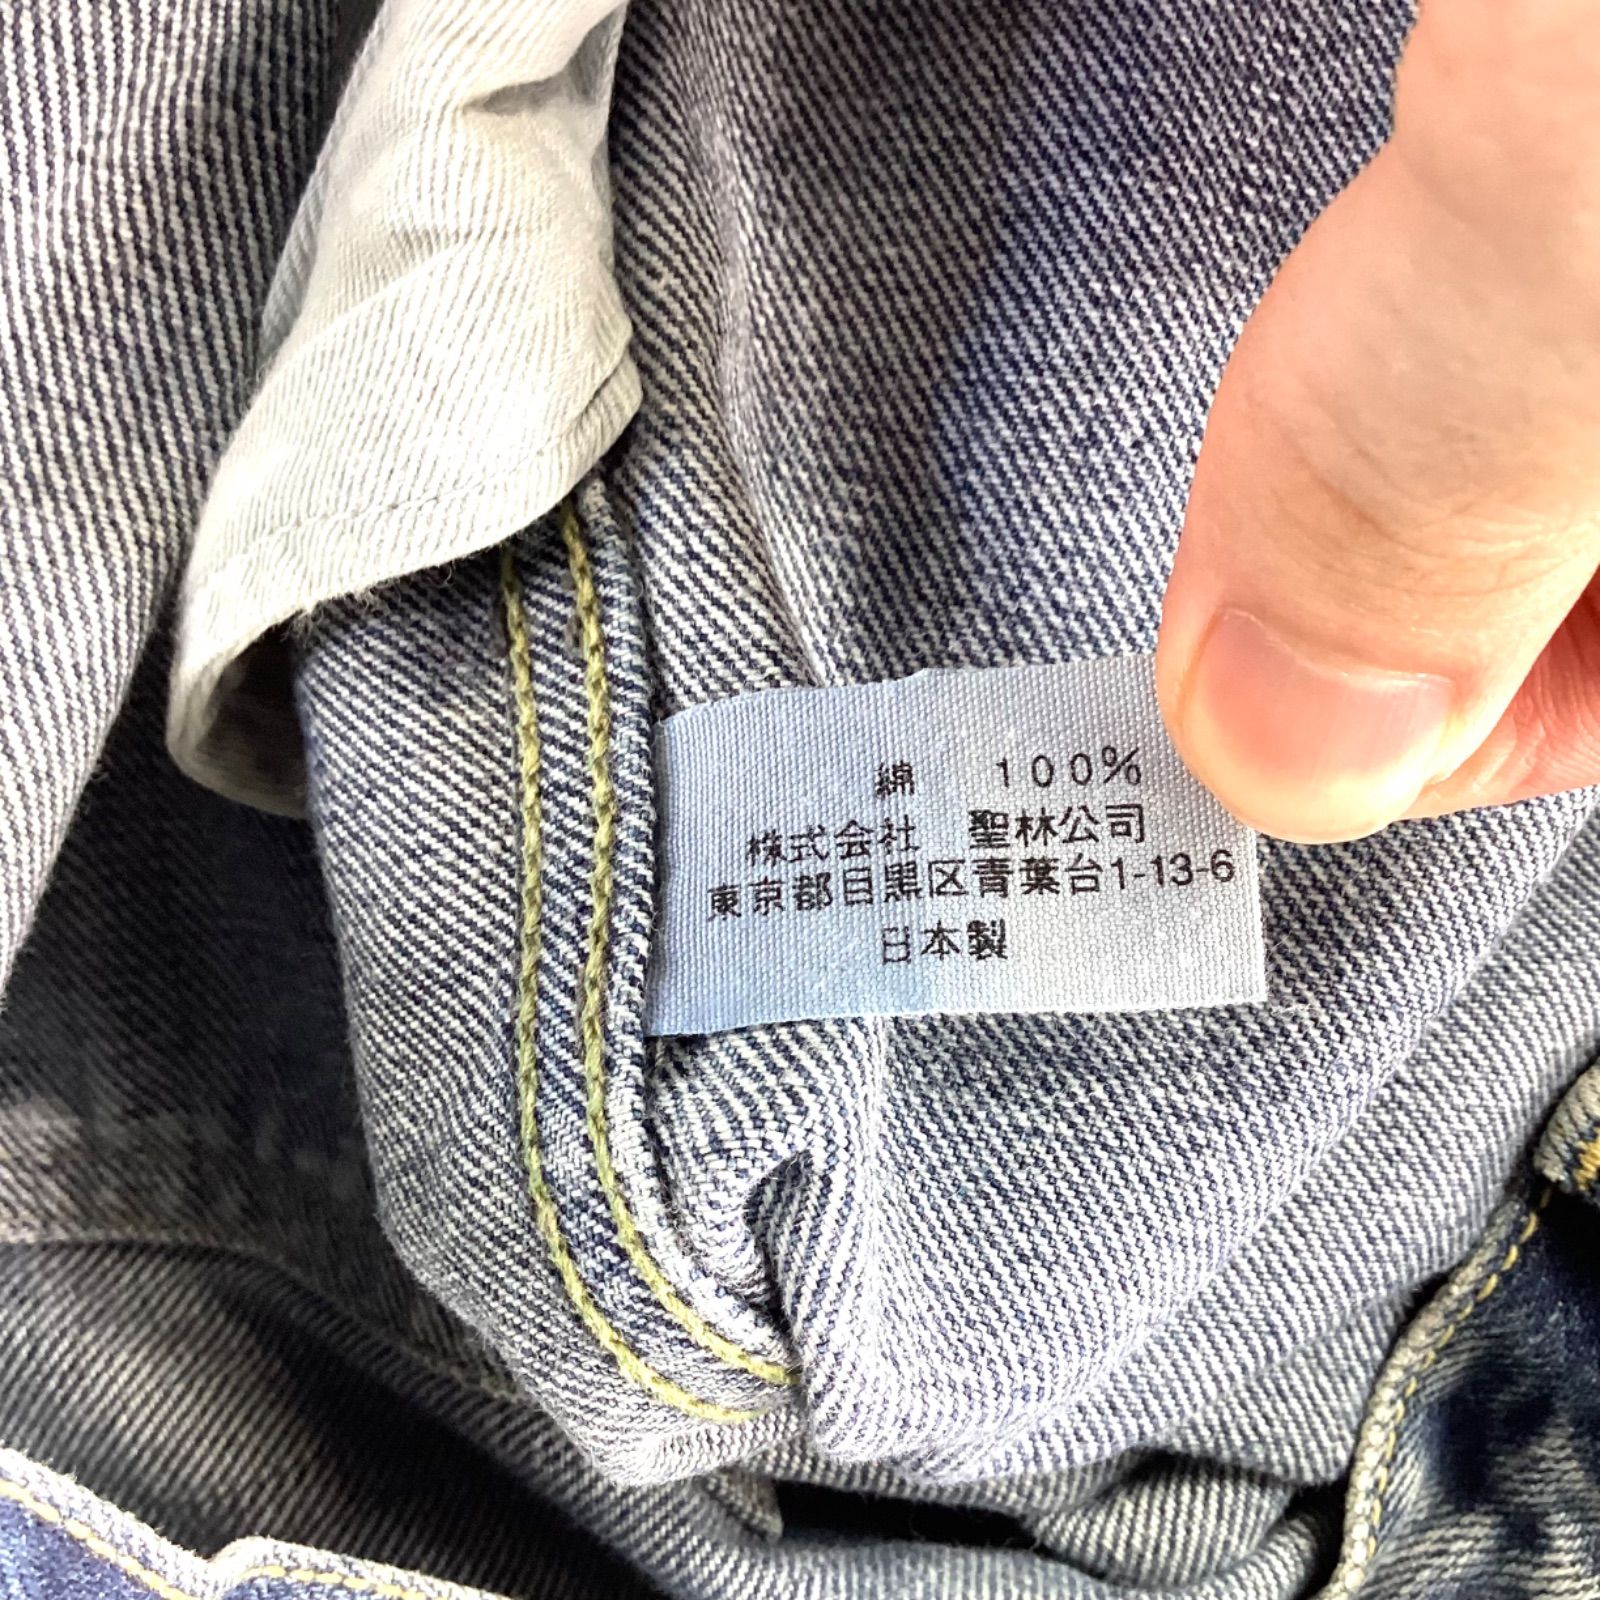 綿　100%
株式会社　聖林公司
東京都目黒区青葉台1-13-6
日本製